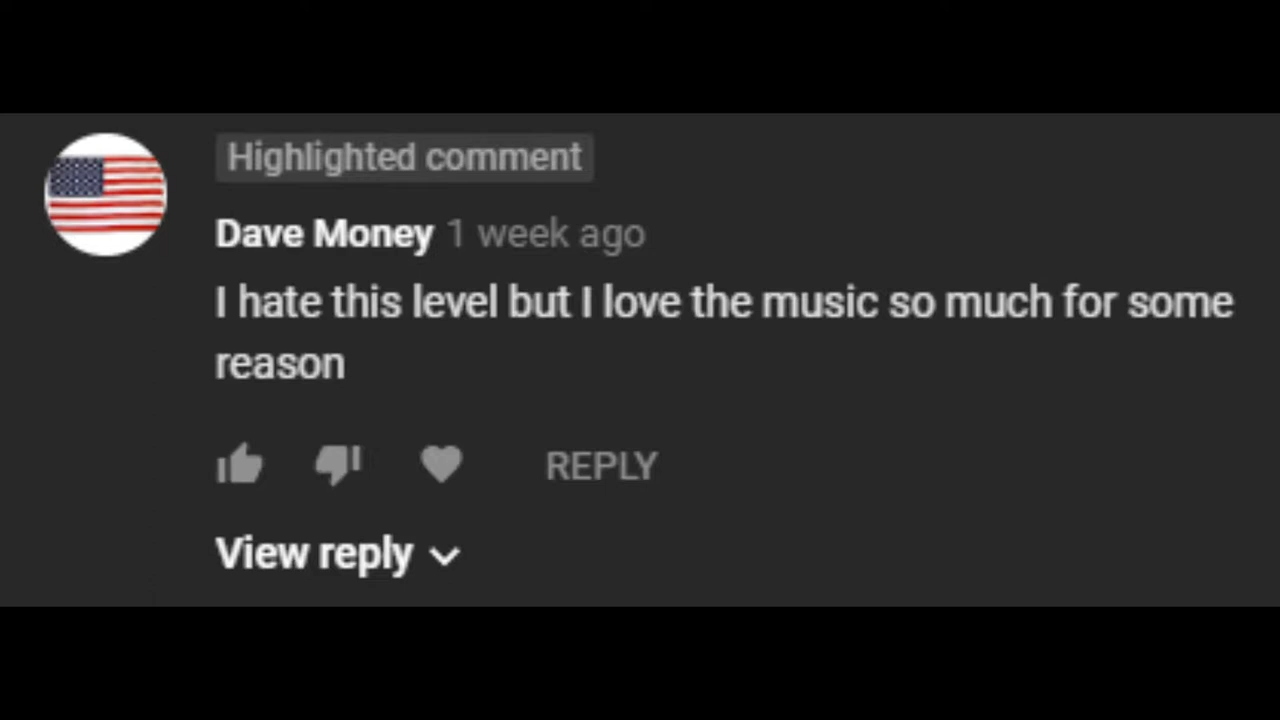 Highlighted comment
Dave Money 1 week ago
I hate this level but I love the music so much for some
reason
REPLY
View reply